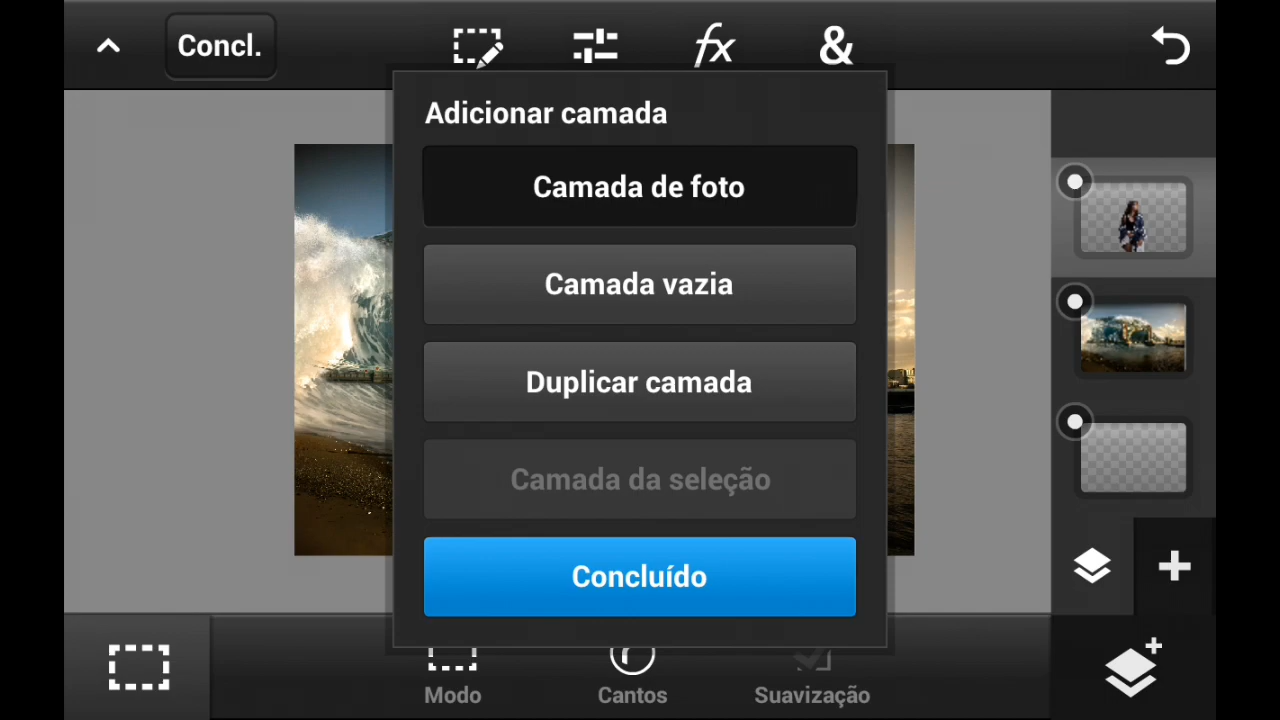 Concl.
fx
&
Adicionar camada
Camada de foto
Camada vazia
Duplicar camada
Camada da seleção
Concluído
Modo
Cantos
Suavização